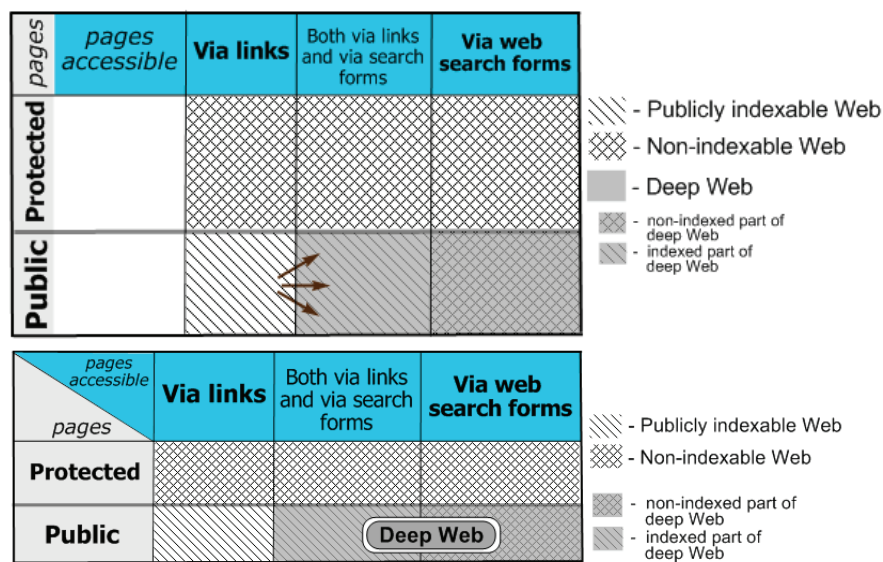 pages
pages
accessible
Via links
Both via links
and via search
forms
Via web
search forms
Protected
Public
- Publicly indexable Web
- Non-indexable Web
- Deep Web
- non-indexed part of
deep Web
- indexed part of
deep Web
pages
accessible
pages
Via links
Both via links
and via search
forms
Via web
search forms
Protected
Public
Deep Web
- Publicly indexable Web
- Non-indexable Web
- non-indexed part of
deep Web
- indexed part of
deep Web